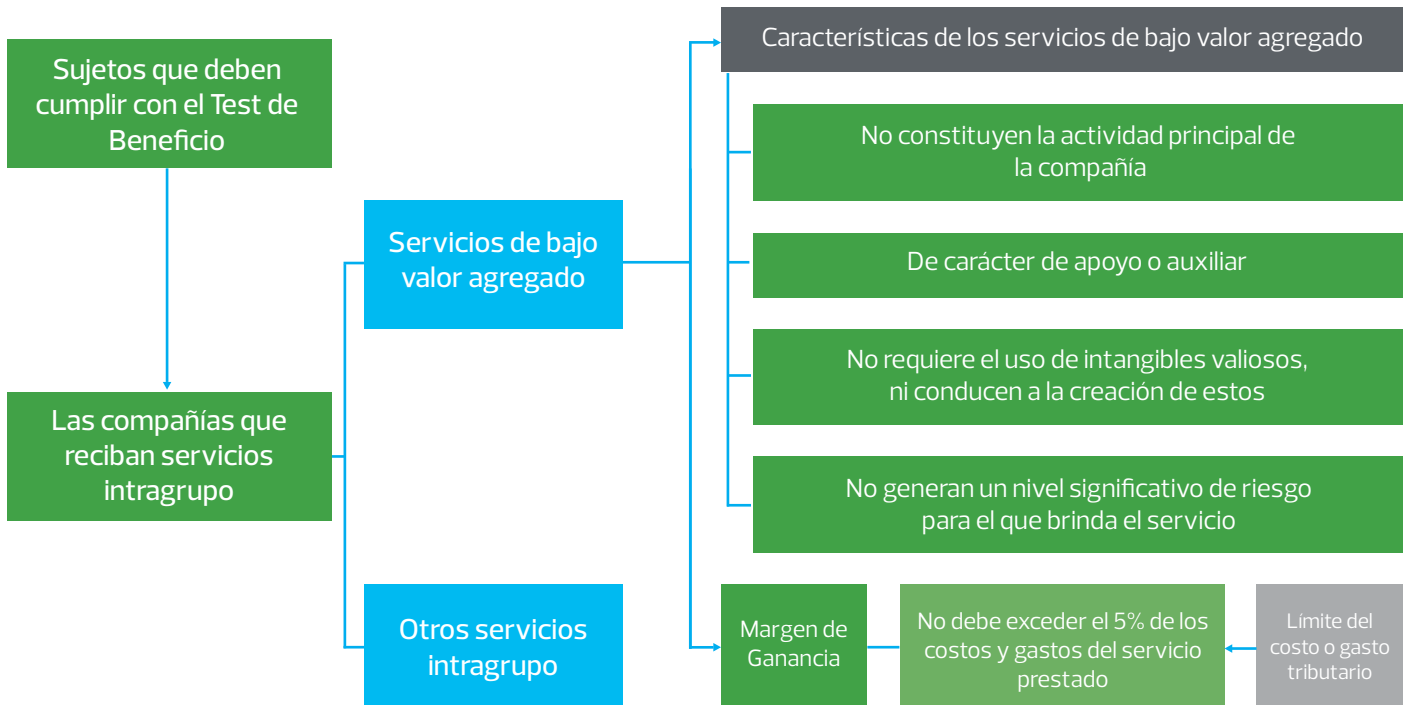 Sujetos que deben
cumplir con el Test de
Beneficio
Las compañías que
reciban servicios
intragrupo
Servicios de bajo
valor agregado
Otros servicios
intragrupo
Características de los servicios de bajo valor agregado
No constituyen la actividad principal de
la compañía
De carácter de apoyo o auxiliar
No requiere el uso de intangibles valiosos,
ni conducen a la creación de estos
No generan un nivel significativo de riesgo
para el que brinda el servicio
Margen de
Ganancia
No debe exceder el 5% de los
costos y gastos del servicio
prestado
Límite del
costo o gasto
tributario